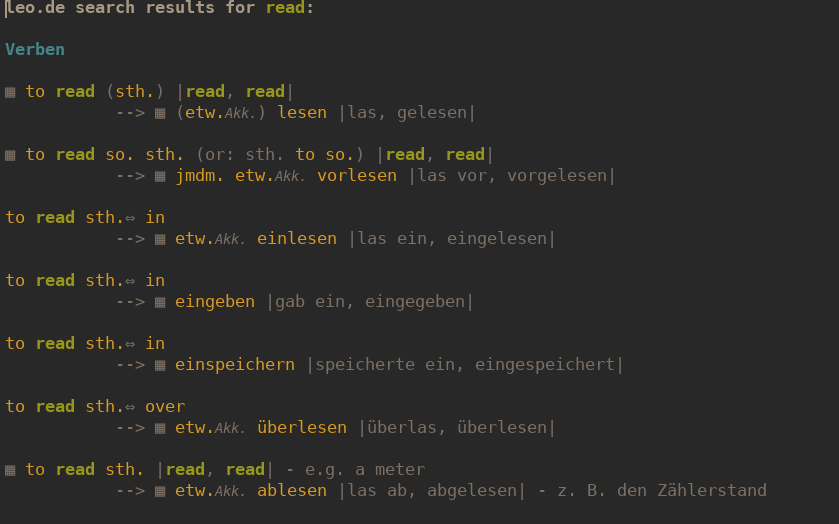 leo.de search results for read:
Verben
▦ to read (sth.) |read, read|
--> ▦ (etw.Akk.) lesen |las, gelesen|
▦ to read so. sth. (or: sth. to so.) |read, read|
--> ▦ jmdm. etw.Akk. vorlesen |las vor, vorgelesen|
to read sth.⇔ in
--> ▦ etw.Akk. einlesen |las ein, eingelesen|
to read sth.⇔ in
--> ▦ eingeben |gab ein, eingegeben|
to read sth.⇔ in
--> ▦ einspeichern |speicherte ein, eingespeichert|
to read sth.⇔ over
--> ▦ etw.Akk. überlesen |überlas, überlesen|
▦ to read sth. |read, read| - e.g. a meter
--> ▦ etw.Akk. ablesen |las ab, abgelesen| - z. B. den Zählerstand